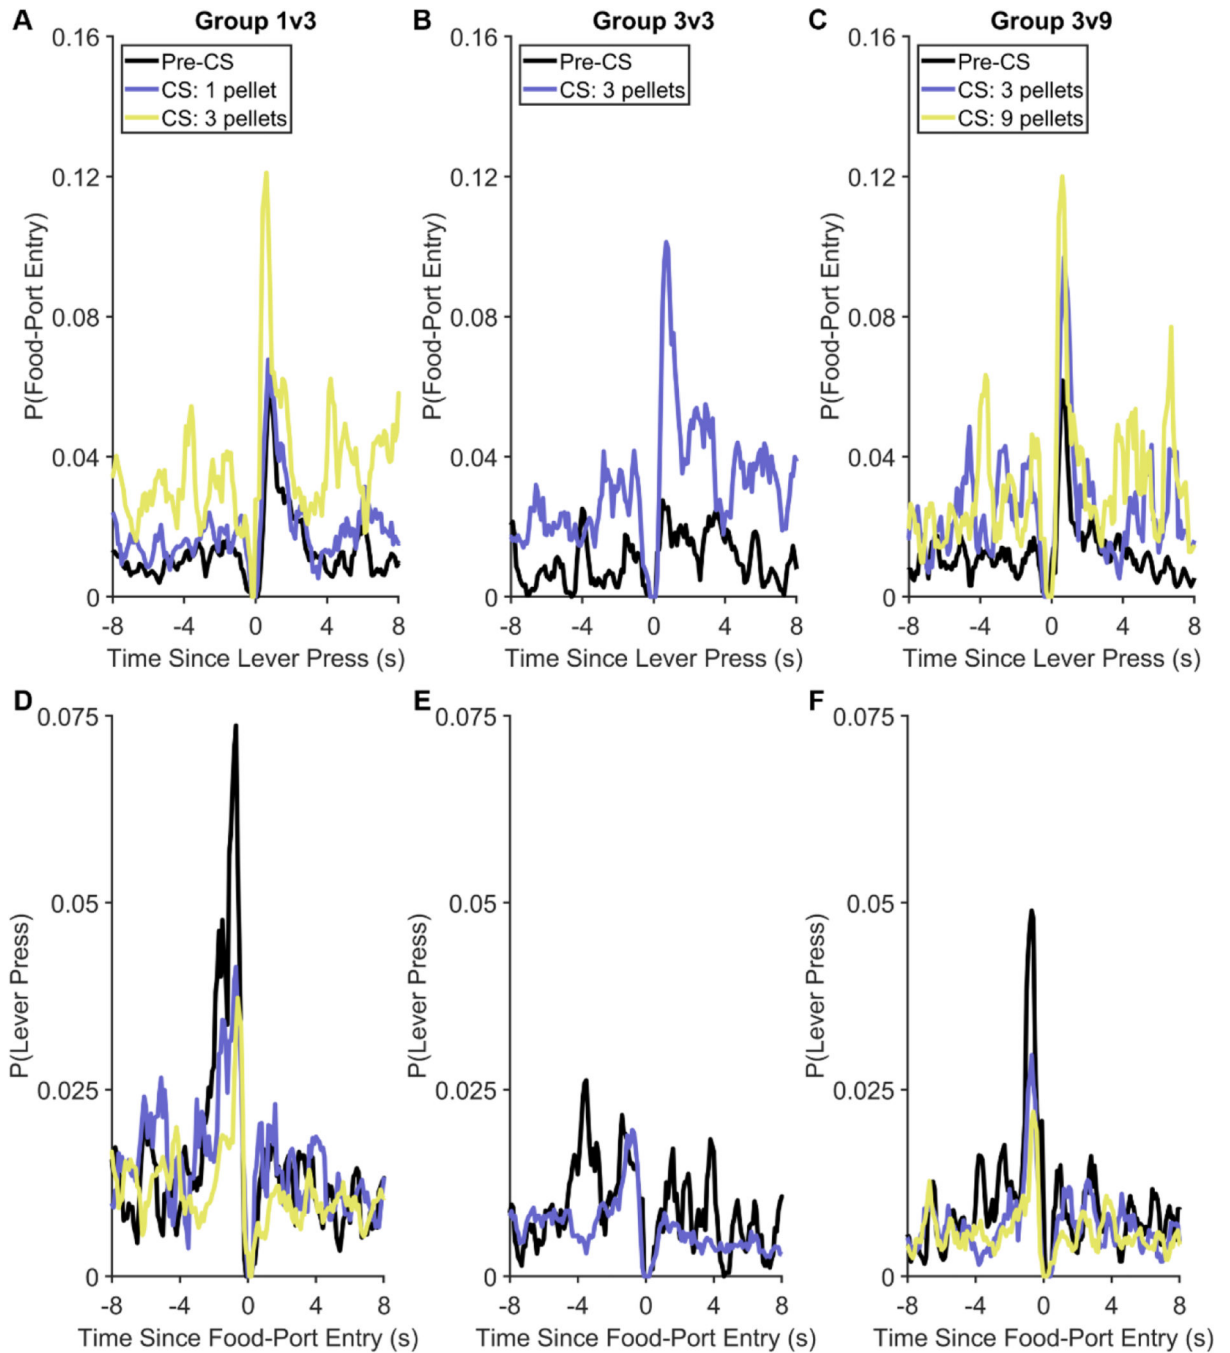 A Group 1v3
B Group 3v3
C Group 3v9
Pre-CS
CS: 1 pellet
CS: 3 pellets
Pre-CS
CS: 3 pellets
Pre-CS
CS: 3 pellets
CS: 9 pellets
P(Food-Port Entry)
0.16
0.12
0.08
0.04
0
-8 -4 0 4 8
Time Since Lever Press (s)
P(Food-Port Entry)
0.16
0.12
0.08
0.04
0
-8 -4 0 4 8
Time Since Lever Press (s)
P(Food-Port Entry)
0.16
0.12
0.08
0.04
0
-8 -4 0 4 8
Time Since Lever Press (s)
D
P(Lever Press)
0.075
0.05
0.025
0
-8 -4 0 4 8
Time Since Food-Port Entry (s)
E
P(Lever Press)
0.075
0.05
0.025
0
-8 -4 0 4 8
Time Since Food-Port Entry (s)
F
P(Lever Press)
0.075
0.05
0.025
0
-8 -4 0 4 8
Time Since Food-Port Entry (s)